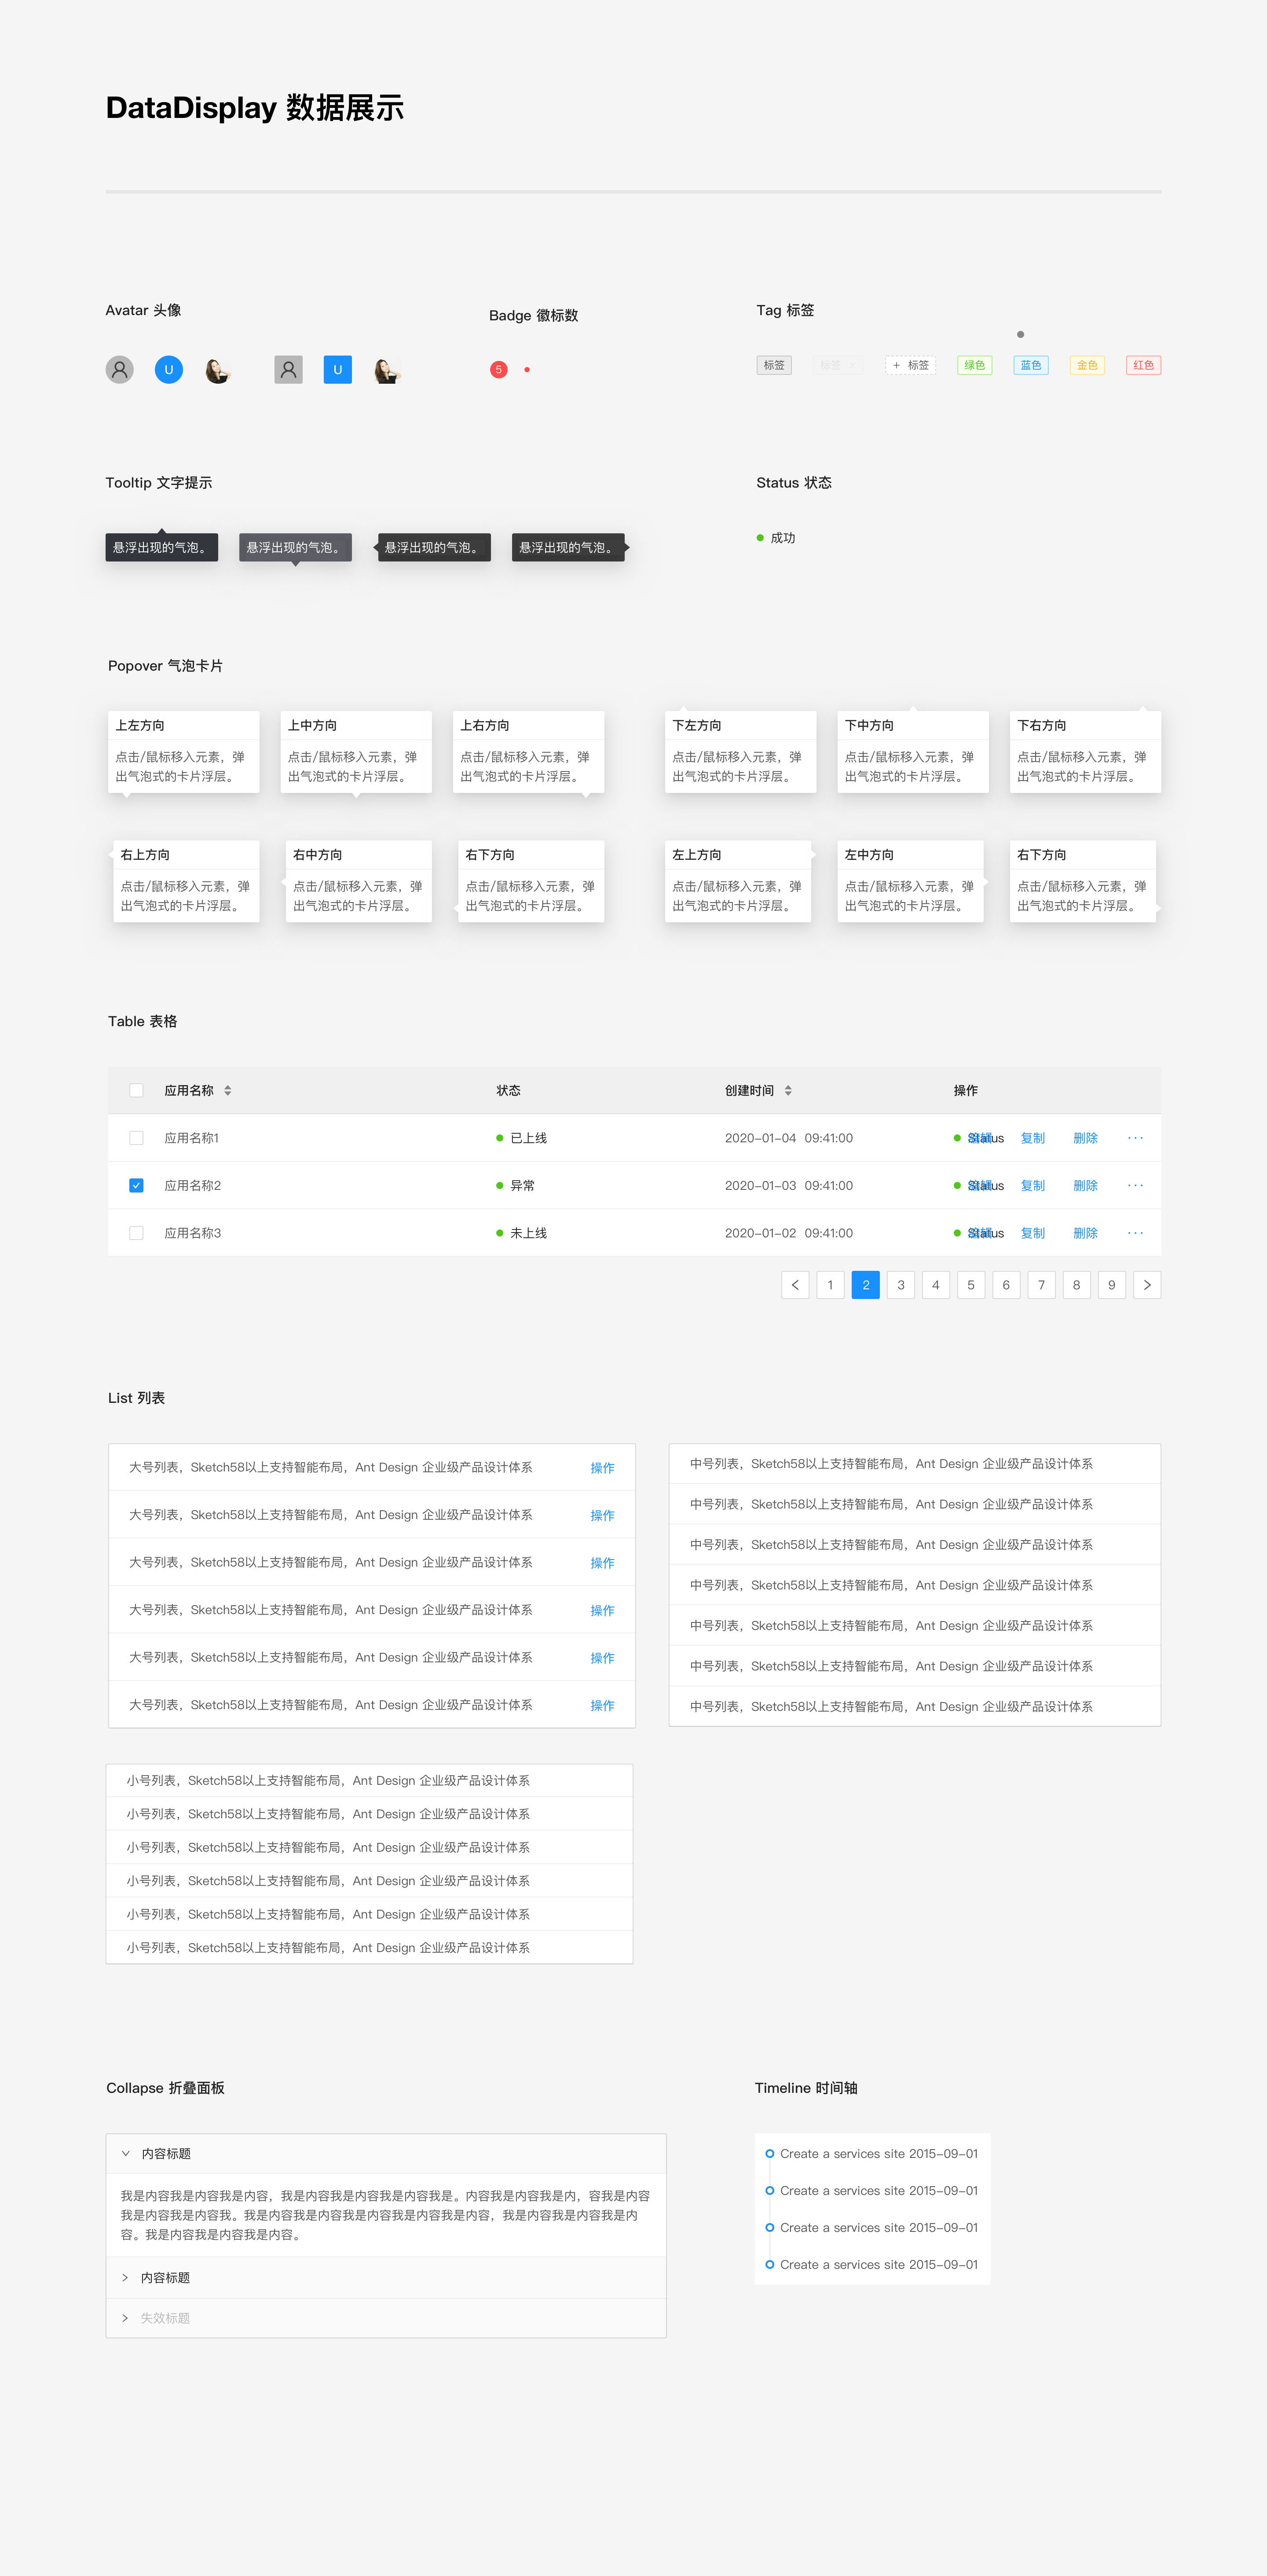 DataDisplay 数据展示
Avatar 头像
Badge 徽标数
Tag 标签
U
U
5
标签
标签
+ 标签
绿色
蓝色
金色
红色
Tooltip 文字提示
Status 状态
悬浮出现的气泡。
悬浮出现的气泡。
悬浮出现的气泡。
悬浮出现的气泡。
成功
Popover 气泡卡片
上左方向
点击/鼠标移入元素，弹
出气泡式的卡片浮层。
上中方向
点击/鼠标移入元素，弹
出气泡式的卡片浮层。
上右方向
点击/鼠标移入元素，弹
出气泡式的卡片浮层。
下左方向
点击/鼠标移入元素，弹
出气泡式的卡片浮层。
下中方向
点击/鼠标移入元素，弹
出气泡式的卡片浮层。
下右方向
点击/鼠标移入元素，弹
出气泡式的卡片浮层。
右上方向
点击/鼠标移入元素，弹
出气泡式的卡片浮层。
右中方向
点击/鼠标移入元素，弹
出气泡式的卡片浮层。
右下方向
点击/鼠标移入元素，弹
出气泡式的卡片浮层。
左上方向
点击/鼠标移入元素，弹
出气泡式的卡片浮层。
左中方向
点击/鼠标移入元素，弹
出气泡式的卡片浮层。
右下方向
点击/鼠标移入元素，弹
出气泡式的卡片浮层。
Table 表格
应用名称 状态 创建时间 操作
应用名称1 已上线 2020-01-04 09:41:00 Status 编辑 复制 删除 ···
应用名称2 异常 2020-01-03 09:41:00 Status 编辑 复制 删除 ···
应用名称3 未上线 2020-01-02 09:41:00 Status 编辑 复制 删除 ···
1 2 3 4 5 6 7 8 9
List 列表
大号列表，Sketch58以上支持智能布局，Ant Design 企业级产品设计体系 操作
大号列表，Sketch58以上支持智能布局，Ant Design 企业级产品设计体系 操作
大号列表，Sketch58以上支持智能布局，Ant Design 企业级产品设计体系 操作
大号列表，Sketch58以上支持智能布局，Ant Design 企业级产品设计体系 操作
大号列表，Sketch58以上支持智能布局，Ant Design 企业级产品设计体系 操作
大号列表，Sketch58以上支持智能布局，Ant Design 企业级产品设计体系 操作
中号列表，Sketch58以上支持智能布局，Ant Design 企业级产品设计体系
中号列表，Sketch58以上支持智能布局，Ant Design 企业级产品设计体系
中号列表，Sketch58以上支持智能布局，Ant Design 企业级产品设计体系
中号列表，Sketch58以上支持智能布局，Ant Design 企业级产品设计体系
中号列表，Sketch58以上支持智能布局，Ant Design 企业级产品设计体系
中号列表，Sketch58以上支持智能布局，Ant Design 企业级产品设计体系
中号列表，Sketch58以上支持智能布局，Ant Design 企业级产品设计体系
小号列表，Sketch58以上支持智能布局，Ant Design 企业级产品设计体系
小号列表，Sketch58以上支持智能布局，Ant Design 企业级产品设计体系
小号列表，Sketch58以上支持智能布局，Ant Design 企业级产品设计体系
小号列表，Sketch58以上支持智能布局，Ant Design 企业级产品设计体系
小号列表，Sketch58以上支持智能布局，Ant Design 企业级产品设计体系
小号列表，Sketch58以上支持智能布局，Ant Design 企业级产品设计体系
Collapse 折叠面板
内容标题
我是内容我是内容我是内容，我是内容我是内容我是内容我是。内容我是内容我是内，容我是内容
我是内容我是内容我。我是内容我是内容我是内容我是内容我是内容，我是内容我是内容我是内
容。我是内容我是内容我是内容。
内容标题
失效标题
Timeline 时间轴
Create a services site 2015-09-01
Create a services site 2015-09-01
Create a services site 2015-09-01
Create a services site 2015-09-01